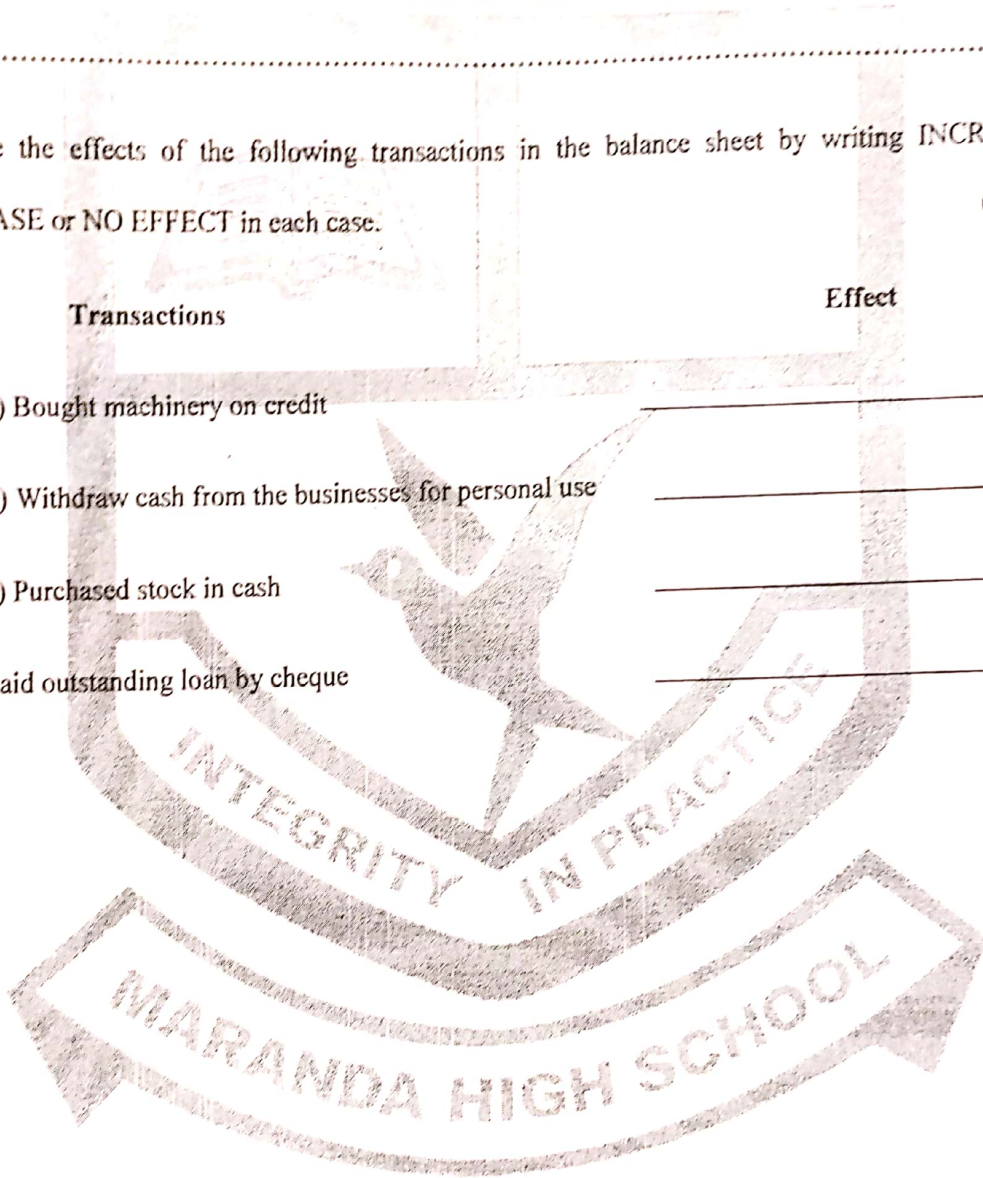 the effects of the following transactions in the balance sheet by writing INCR
ASE or NO EFFECT in each case.
Transactions
Effect
) Bought machinery on credit
) Withdraw cash from the businesses for personal use
) Purchased stock in cash
aid outstanding loan by cheque
INTEGRITY IN PRACTICE
MARANDA HIGH SCHOOL